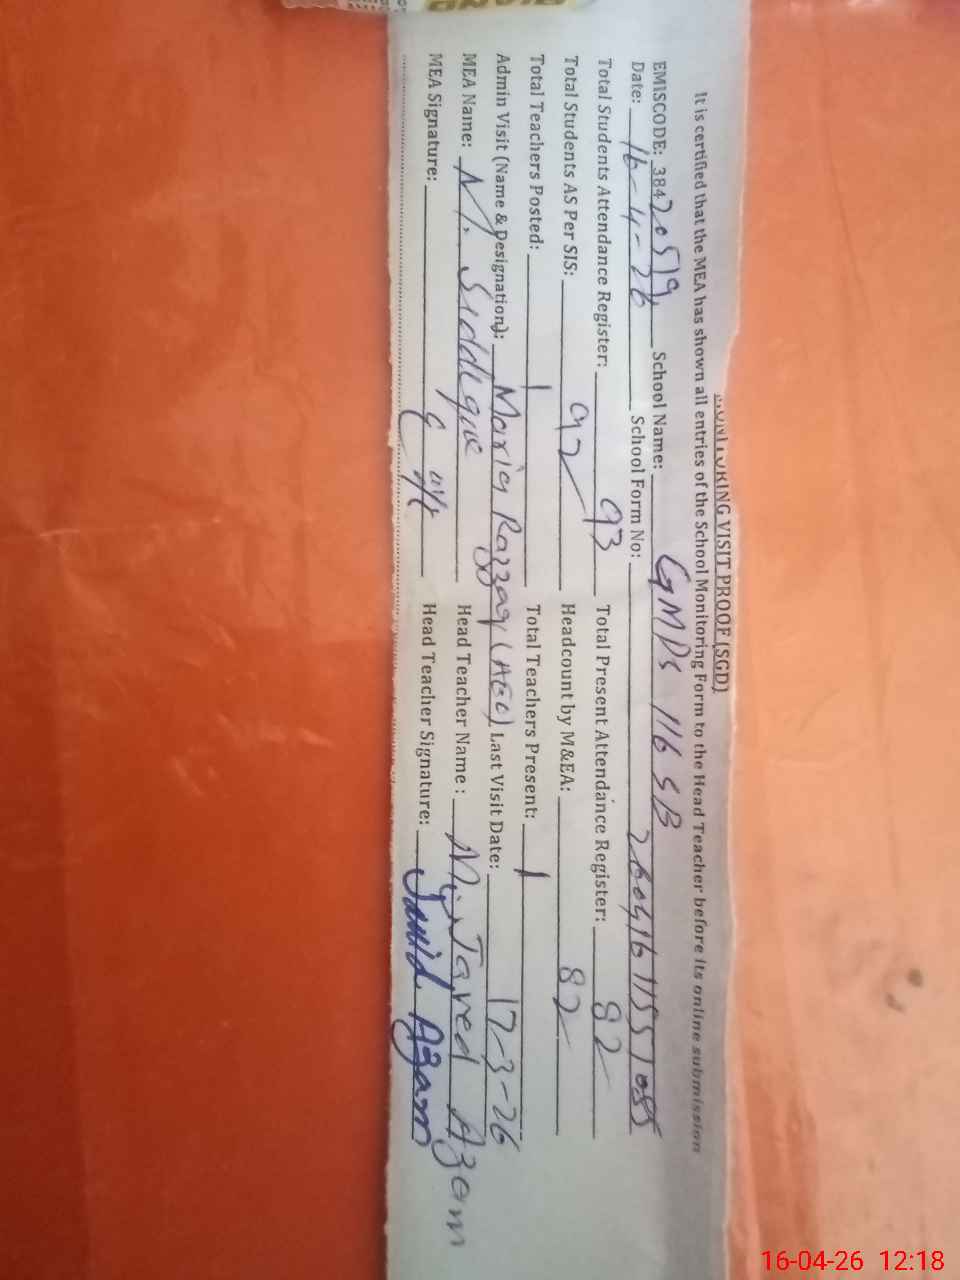 MONITORING VISIT PROOF (SGD)
It is certified that the MEA has shown all entries of the School Monitoring Form to the Head Teacher before its online submission
EMISCODE: 38420519 School Name: GMPS 116 SB
Date: 16-4-26 School Form No:
Total Students Attendance Register: 93 Total Present Attendance Register: 82
Total Students AS Per SIS: 92 Headcount by M&EA: 82
Total Teachers Posted: 1 Total Teachers Present: 1
Admin Visit (Name & Designation): Maria Razzaq (AEO) Last Visit Date: 17-3-26
MEA Name: M. Siddique Head Teacher Name: M. Javed Azam
MEA Signature: Head Teacher Signature: Javid Azam
16-04-26 12:18